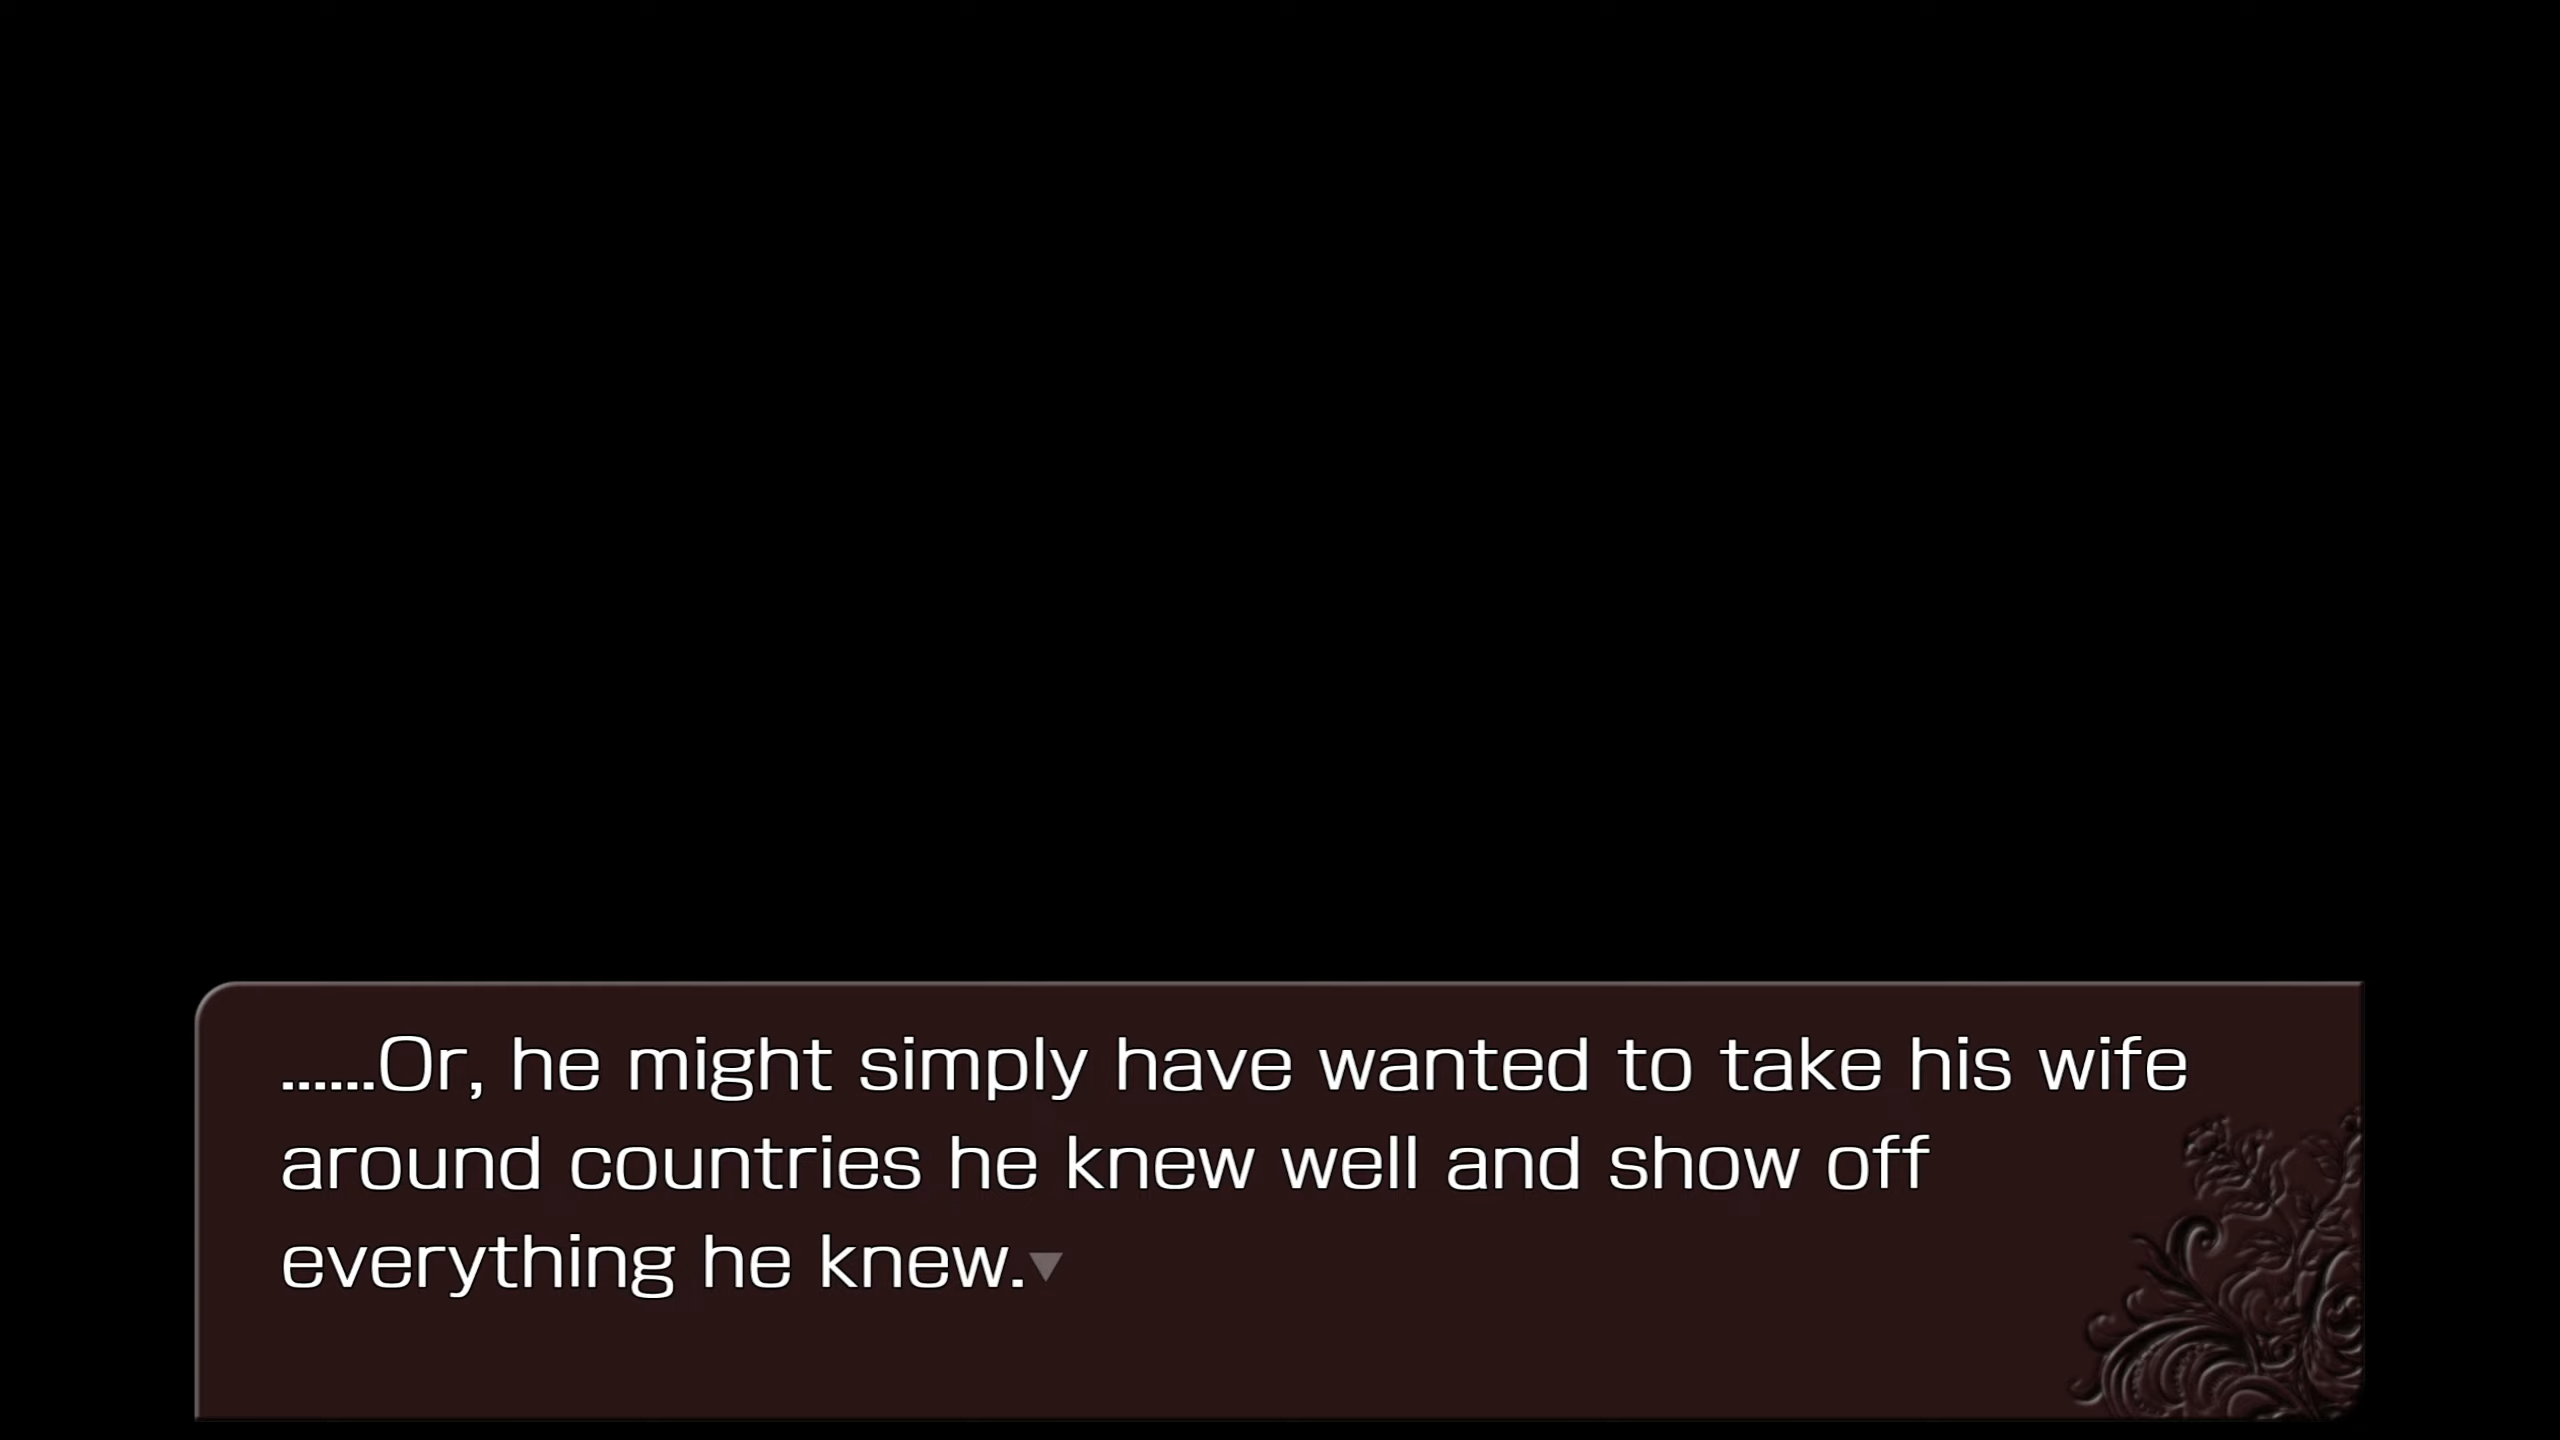 ......Or, he might simply have wanted to take his wife
around countries he knew well and show off
everything he knew.